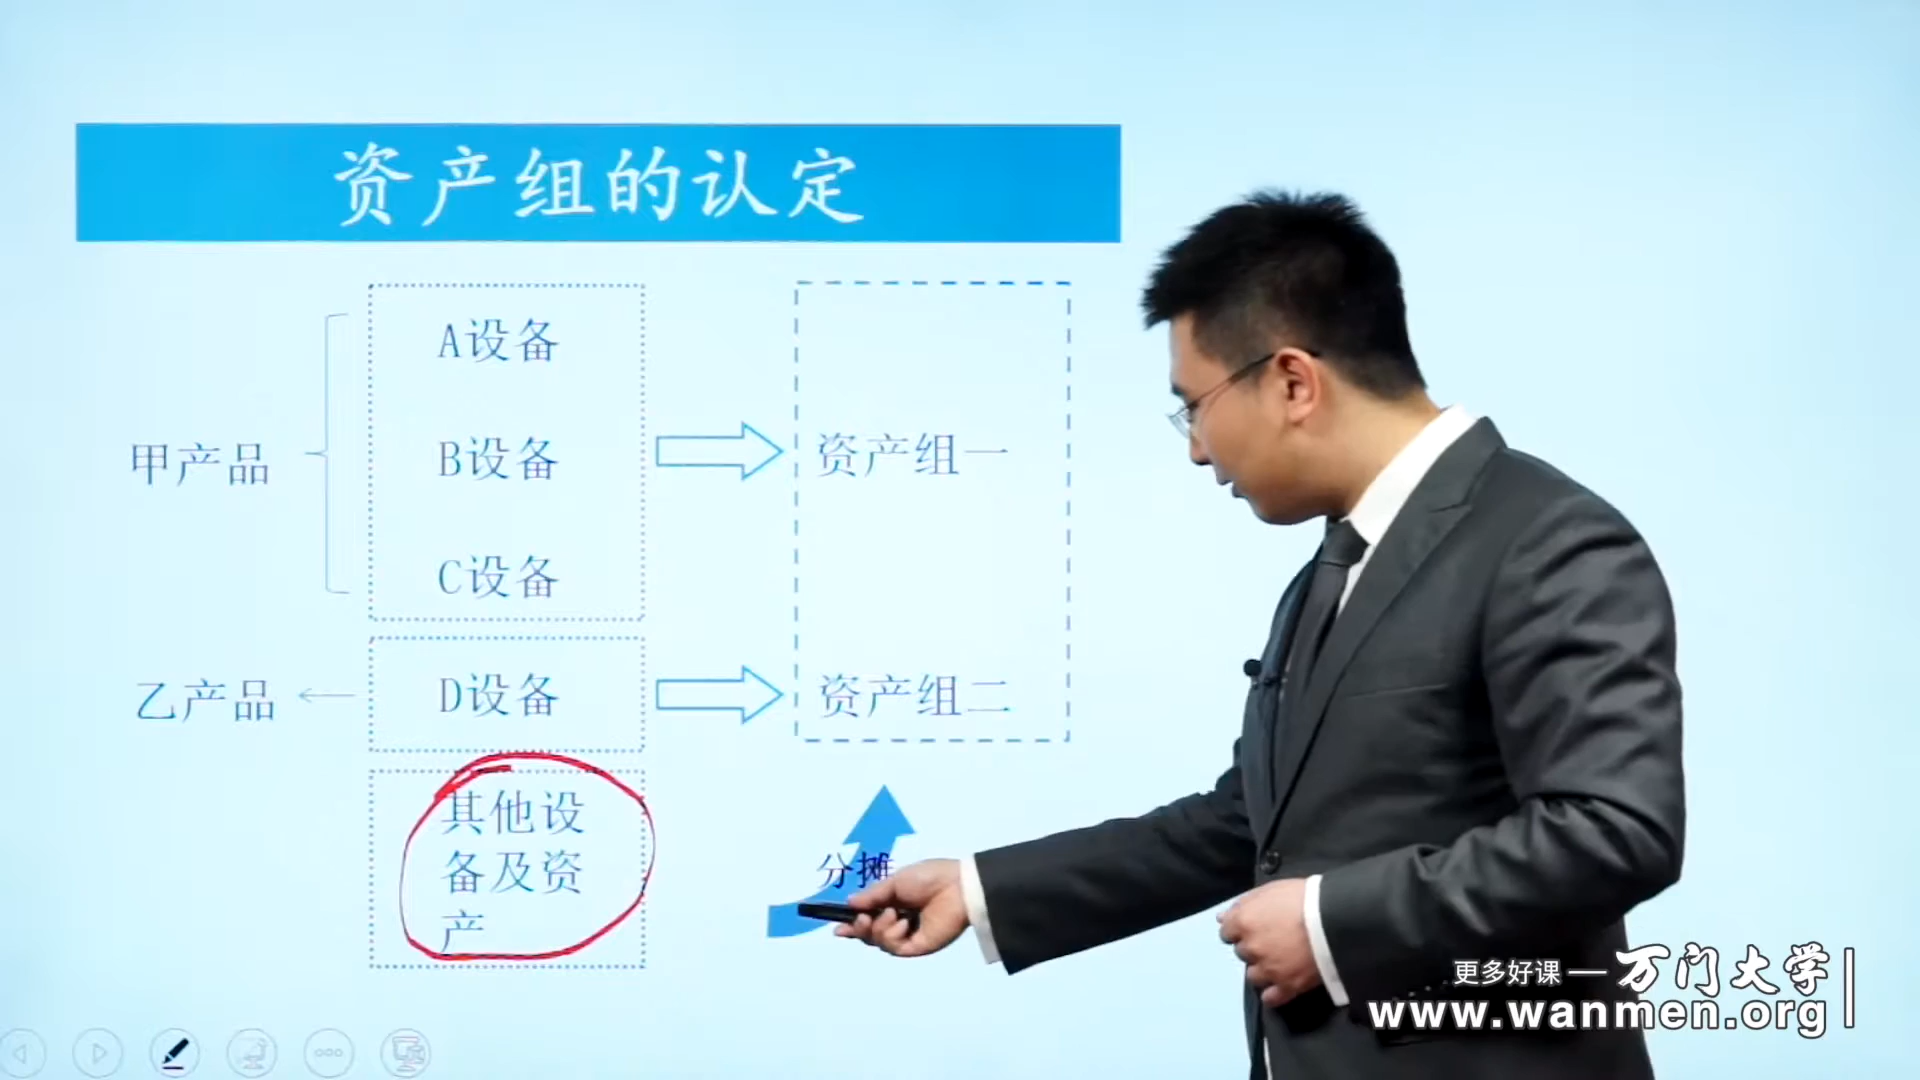 资产组的认定
A设备
B设备
C设备
甲产品
资产组一
乙产品
D设备
资产组二
其他设
备及资
产
分摊
更多好课 — 万门大学
www.wanmen.org